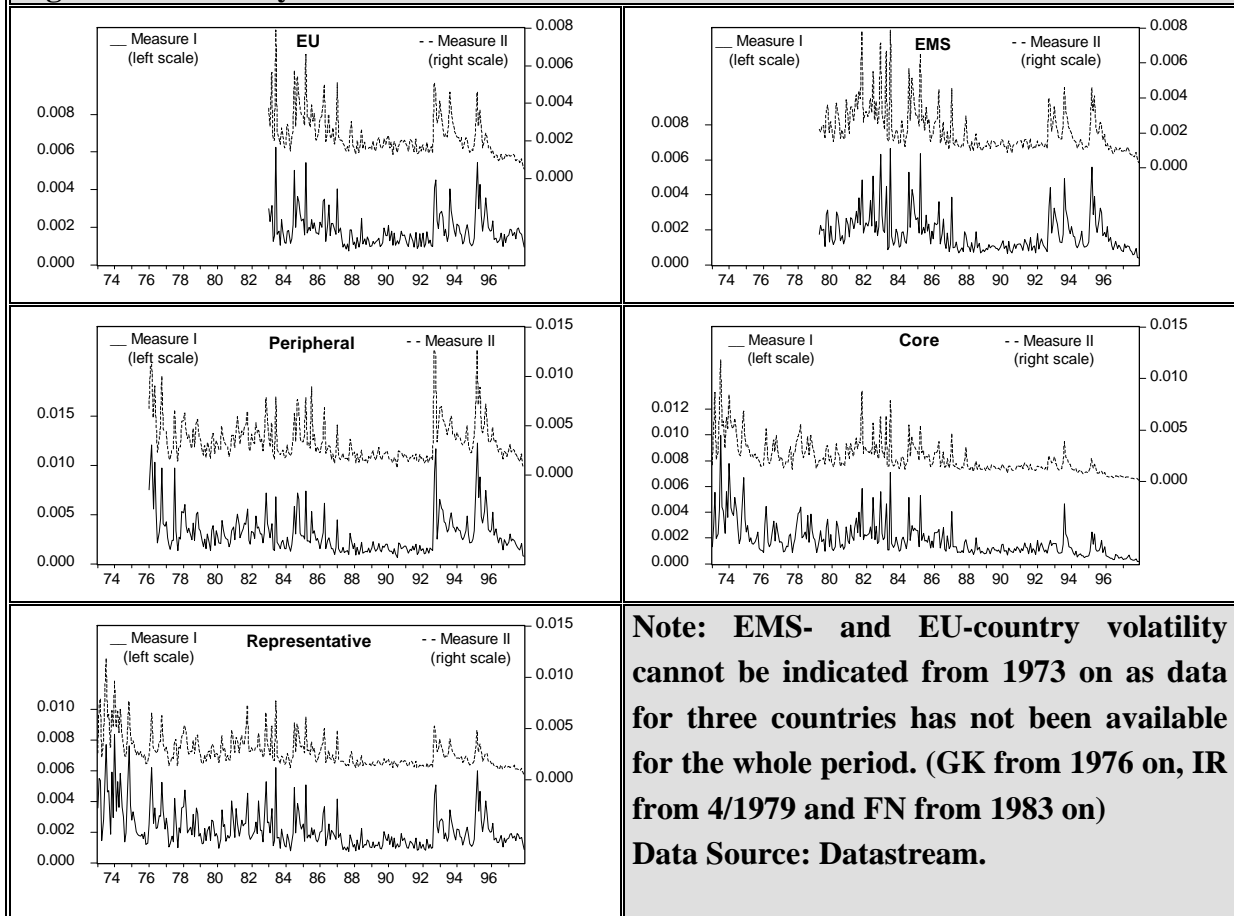 __ Measure I
(left scale)
EU
- - Measure II
(right scale)
0.008
0.006
0.004
0.002
0.000
0.008
0.006
0.004
0.002
0.000
74 76 78 80 82 84 86 88 90 92 94 96
__ Measure I
(left scale)
EMS
- - Measure II
(right scale)
0.008
0.006
0.004
0.002
0.000
0.008
0.006
0.004
0.002
0.000
74 76 78 80 82 84 86 88 90 92 94 96
__ Measure I
(left scale)
Peripheral
- - Measure II
0.015
0.010
0.005
0.000
0.015
0.010
0.005
0.000
74 76 78 80 82 84 86 88 90 92 94 96
__ Measure I
(left scale)
Core
- - Measure II
(right scale)
0.015
0.010
0.005
0.000
0.012
0.010
0.008
0.006
0.004
0.002
0.000
74 76 78 80 82 84 86 88 90 92 94 96
__ Measure I
(left scale)
Representative
- - Measure II
(right scale)
0.015
0.010
0.005
0.000
0.010
0.008
0.006
0.004
0.002
0.000
74 76 78 80 82 84 86 88 90 92 94 96
Note: EMS- and EU-country volatility
cannot be indicated from 1973 on as data
for three countries has not been available
for the whole period. (GK from 1976 on, IR
from 4/1979 and FN from 1983 on)
Data Source: Datastream.